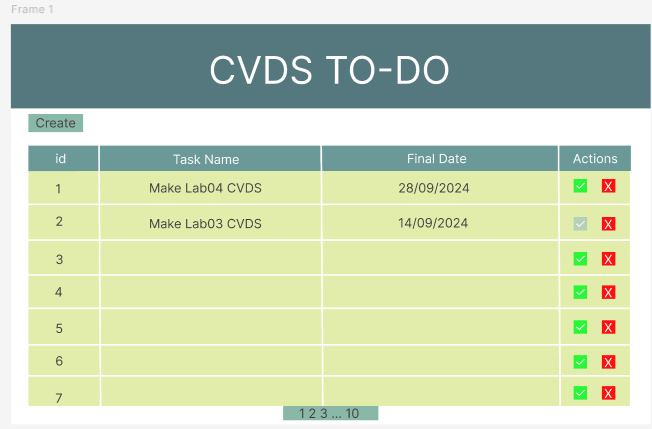 Frame 1
CVDS TO-DO
Create
id Task Name Final Date Actions
1 Make Lab04 CVDS 28/09/2024 X
2 Make Lab03 CVDS 14/09/2024 X
3 X
4 X
5 X
6 X
7 X
1 2 3 ... 10